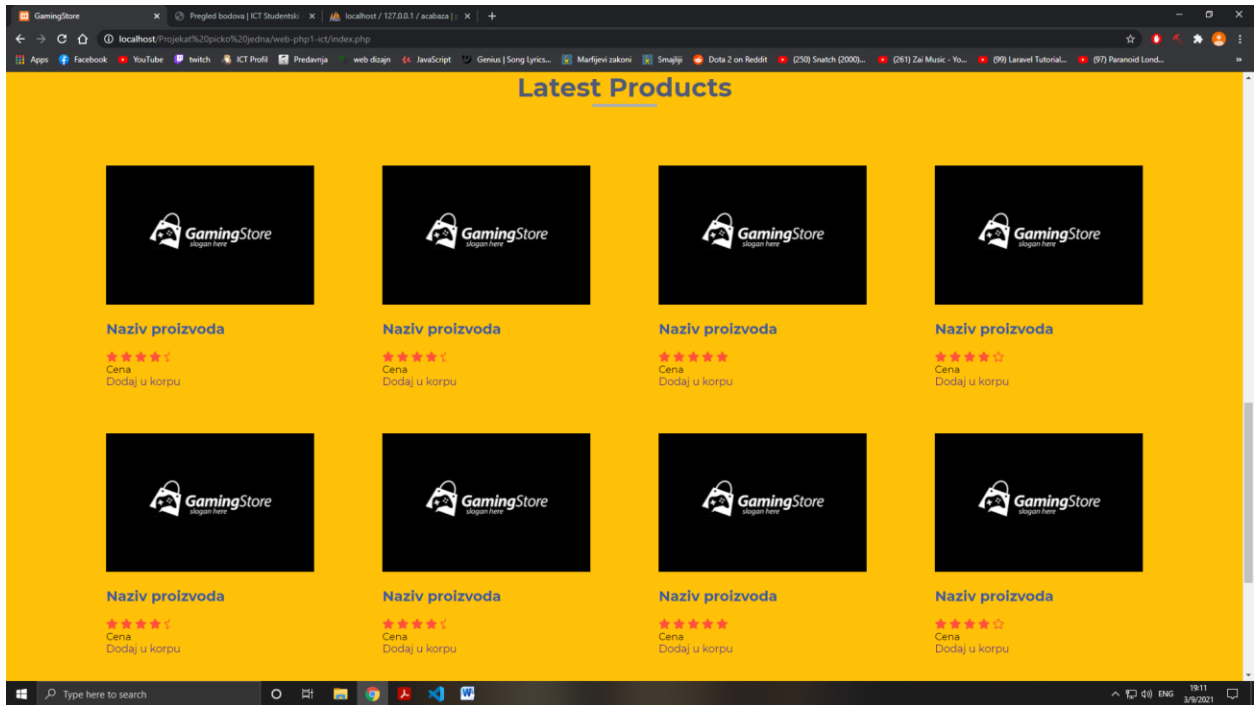 GamingStore
Pregled bodova | ICT Studentski
localhost / 127.0.0.1 / acabaza |
localhost/Projekat%20picko%20jedna/web-php1-ict/index.php
Apps Facebook YouTube twitch ICT Profil Predavnja web dizajn JavaScript Genius | Song Lyrics... Marfijevi zakoni Smajliji Dota 2 on Reddit (250) Snatch (2000)... (261) Zai Music - Yo... (99) Laravel Tutorial... (97) Paranoid Lond... »
Latest Products
GamingStore GamingStore GamingStore GamingStore
slogan here slogan here slogan here slogan here
Naziv proizvoda Naziv proizvoda Naziv proizvoda Naziv proizvoda
Cena Cena Cena Cena
Dodaj u korpu Dodaj u korpu Dodaj u korpu Dodaj u korpu
GamingStore GamingStore GamingStore GamingStore
slogan here slogan here slogan here slogan here
Naziv proizvoda Naziv proizvoda Naziv proizvoda Naziv proizvoda
Cena Cena Cena Cena
Dodaj u korpu Dodaj u korpu Dodaj u korpu Dodaj u korpu
Type here to search
ENG
19:11
3/9/2021